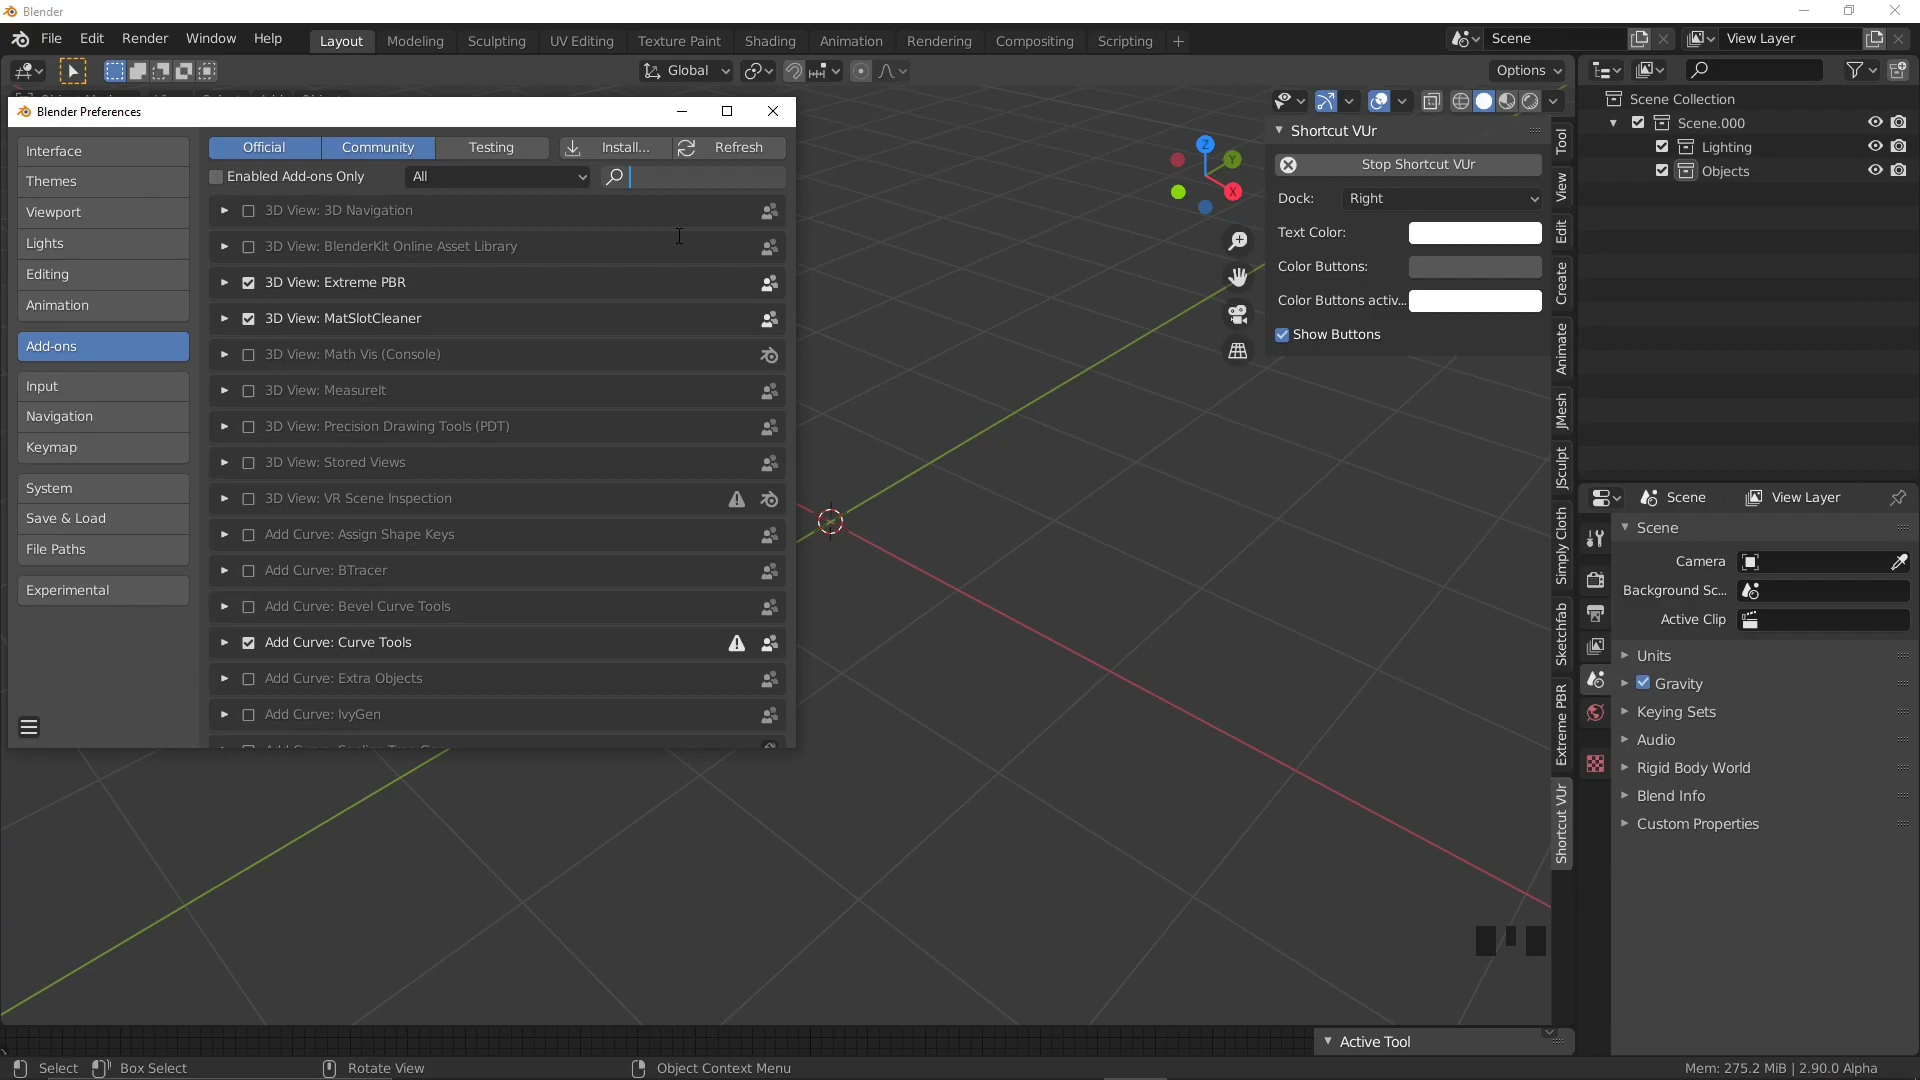 Blender
File Edit Render Window Help
Layout Modeling Sculpting UV Editing Texture Paint Shading Animation Rendering Compositing Scripting +
Scene
View Layer
Global
Options
Blender Preferences
Interface
Themes
Viewport
Lights
Editing
Animation
Add-ons
Input
Navigation
Keymap
System
Save & Load
File Paths
Experimental
Official Community Testing Install... Refresh
Enabled Add-ons Only All
3D View: 3D Navigation
3D View: BlenderKit Online Asset Library
3D View: Extreme PBR
3D View: MatSlotCleaner
3D View: Math Vis (Console)
3D View: MeasureIt
3D View: Precision Drawing Tools (PDT)
3D View: Stored Views
3D View: VR Scene Inspection
Add Curve: Assign Shape Keys
Add Curve: BTracer
Add Curve: Bevel Curve Tools
Add Curve: Curve Tools
Add Curve: Extra Objects
Add Curve: IvyGen
Z
Y
X
Shortcut VUr
Stop Shortcut VUr
Dock: Right
Text Color:
Color Buttons:
Color Buttons activ...
Show Buttons
Tool
View
Edit
Create
Animate
JMesh
JSculpt
Simply Cloth
Sketchfab
Extreme PBR
Shortcut VUr
Scene Collection
Scene.000
Lighting
Objects
Scene View Layer
Scene
Camera
Background Sc...
Active Clip
Units
Gravity
Keying Sets
Audio
Rigid Body World
Blend Info
Custom Properties
Active Tool
Select Box Select Rotate View Object Context Menu Mem: 275.2 MiB | 2.90.0 Alpha